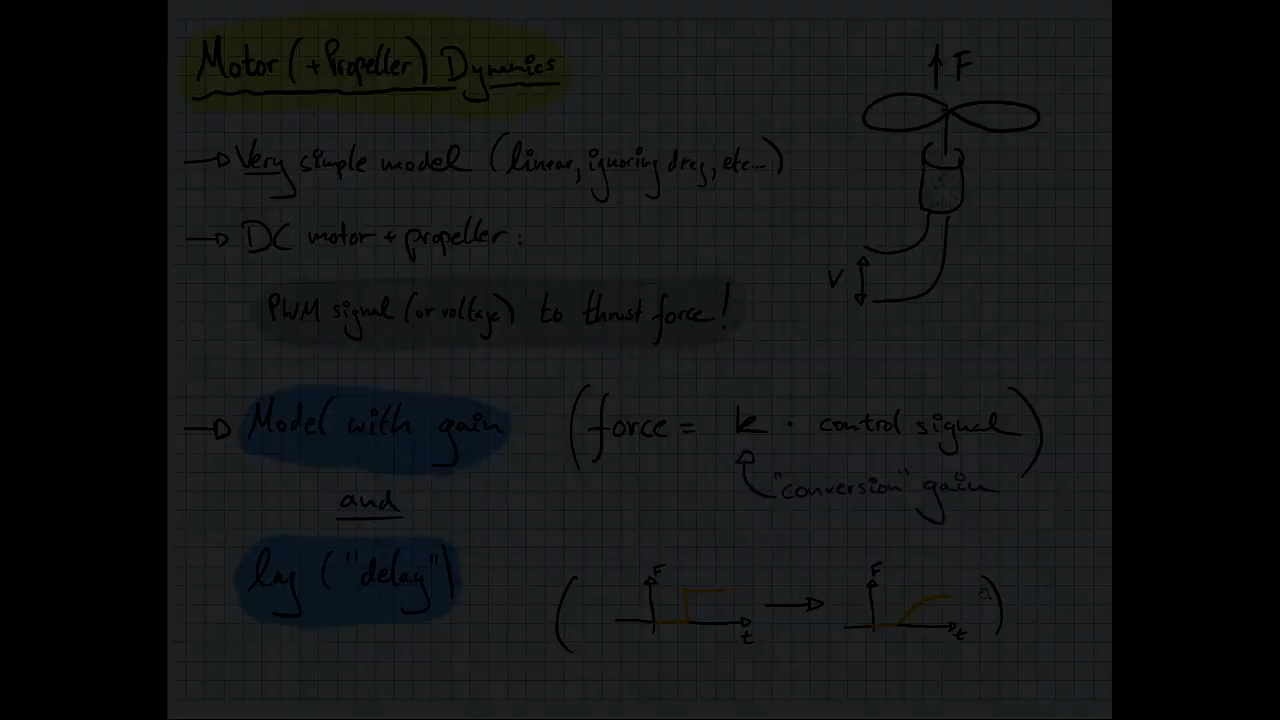 Motor (+Propeller) Dynamics
F
→ Very simple model (linear, ignoring drag, etc...)
→ DC motor + propeller:
V
PWM signal (or voltage) to thrust force!
→ Model with gain (force = k · control signal)
"conversion" gain
and
lag ("delay")
F t → F t